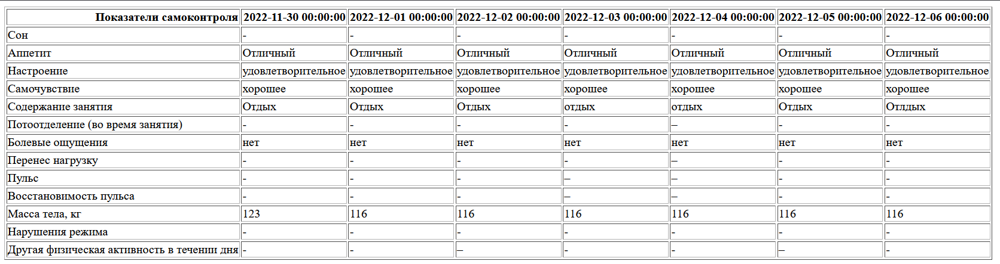 Показатели самоконтроля 2022-11-30 00:00:00 2022-12-01 00:00:00 2022-12-02 00:00:00 2022-12-03 00:00:00 2022-12-04 00:00:00 2022-12-05 00:00:00 2022-12-06 00:00:00
Сон - - - - - - -
Аппетит Отличный Отличный Отличный Отличный Отличный Отличный Отличный
Настроение удовлетворительное удовлетворительное удовлетворительное удовлетворительное удовлетворительное удовлетворительное удовлетворительное
Самочувствие хорошее хорошее хорошее хорошее хорошее хорошее хорошее
Содержание занятия Отдых Отдых Отдых отдых отдых Отдых Отлдых
Потоотделение (во время занятия) - - - - – - -
Болевые ощущения нет нет нет нет нет нет нет
Перенес нагрузку - - - - – - -
Пульс - - - – – - -
Восстановимость пульса - - - – – - -
Масса тела, кг 123 116 116 116 116 116 116
Нарушения режима - - - - - - -
Другая физическая активность в течении дня - - – - - – -